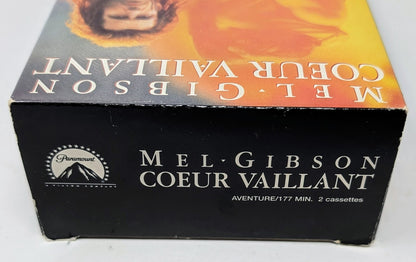 MEL·GIBSON
COEUR VAILLANT
Paramount
MEL·GIBSON
COEUR VAILLANT
AVENTURE/177 MIN. 2 cassettes